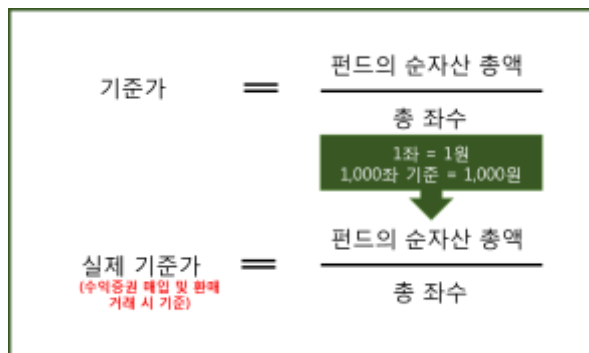 펀드의 순자산 총액
기준가 =
총 좌수
1좌 = 1원
1,000좌 기준 = 1,000원
펀드의 순자산 총액
실제 기준가 =
(수익증권 매입 및 환매
거래 시 기준)
총 좌수